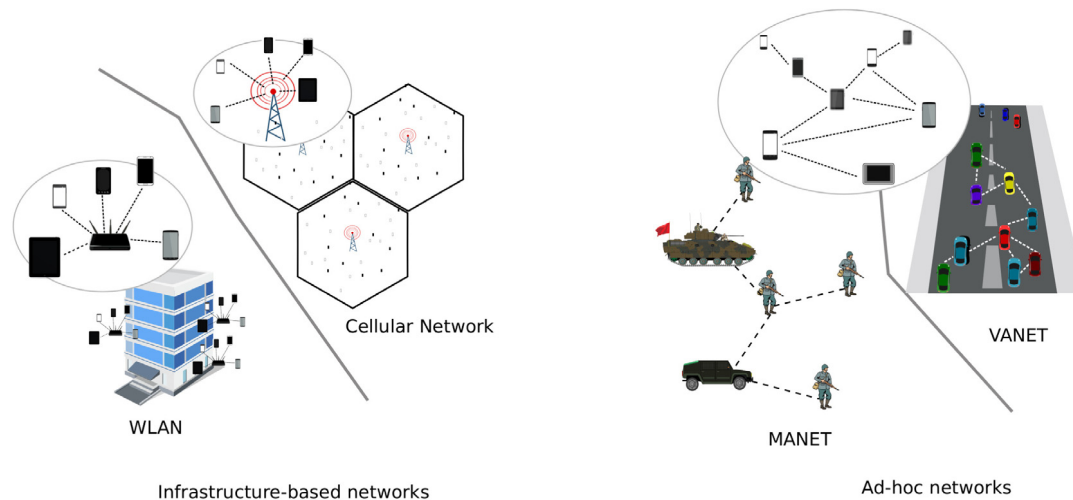 Cellular Network
VANET
WLAN
MANET
Infrastructure-based networks
Ad-hoc networks